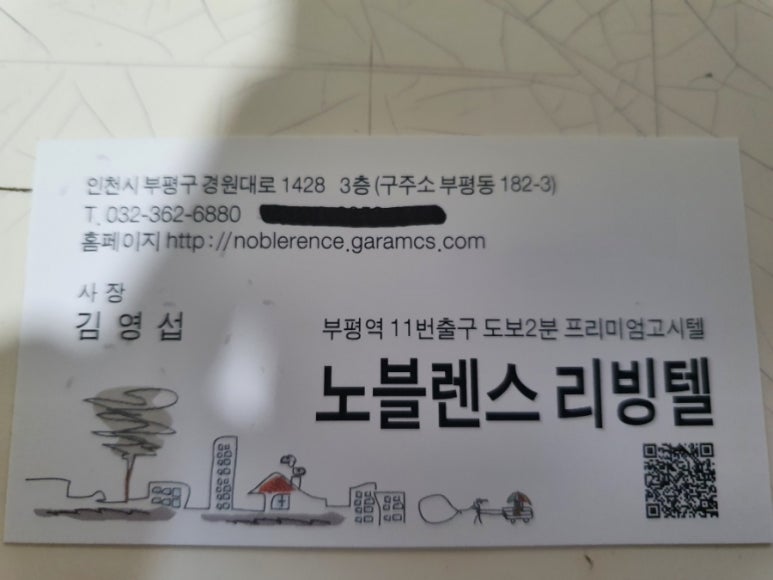 인천시 부평구 경원대로 1428 3층 (구주소 부평동 182-3)
T. 032-362-6880
홈페이지 http://noblerence.garamcs.com
사 장
김 영 섭
부평역 11번출구 도보2분 프리미엄고시텔
노블렌스 리빙텔